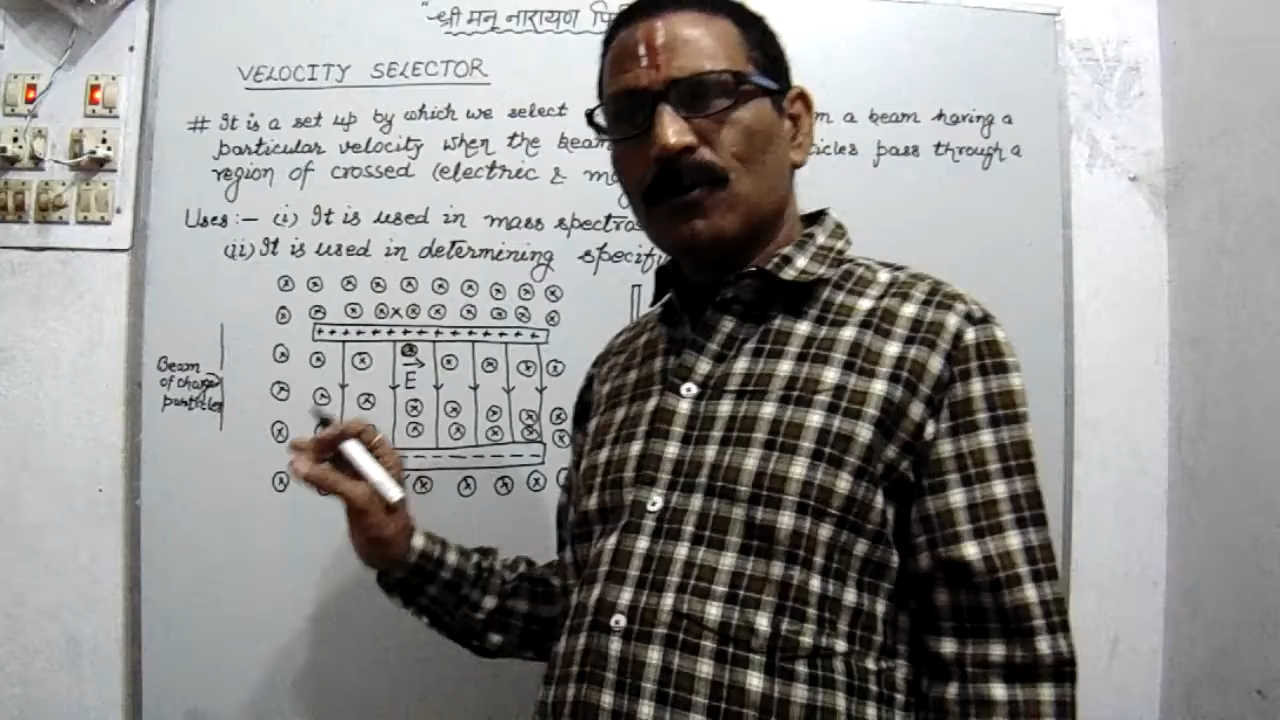 "श्री मनू नारायण
VELOCITY SELECTOR
# It is a set up by which we select a beam having a
particular velocity when the beam pass through a
region of crossed (electric &
Uses :- (i) It is used in mass
(ii) It is used in determining
Beam
of charged
particles
E